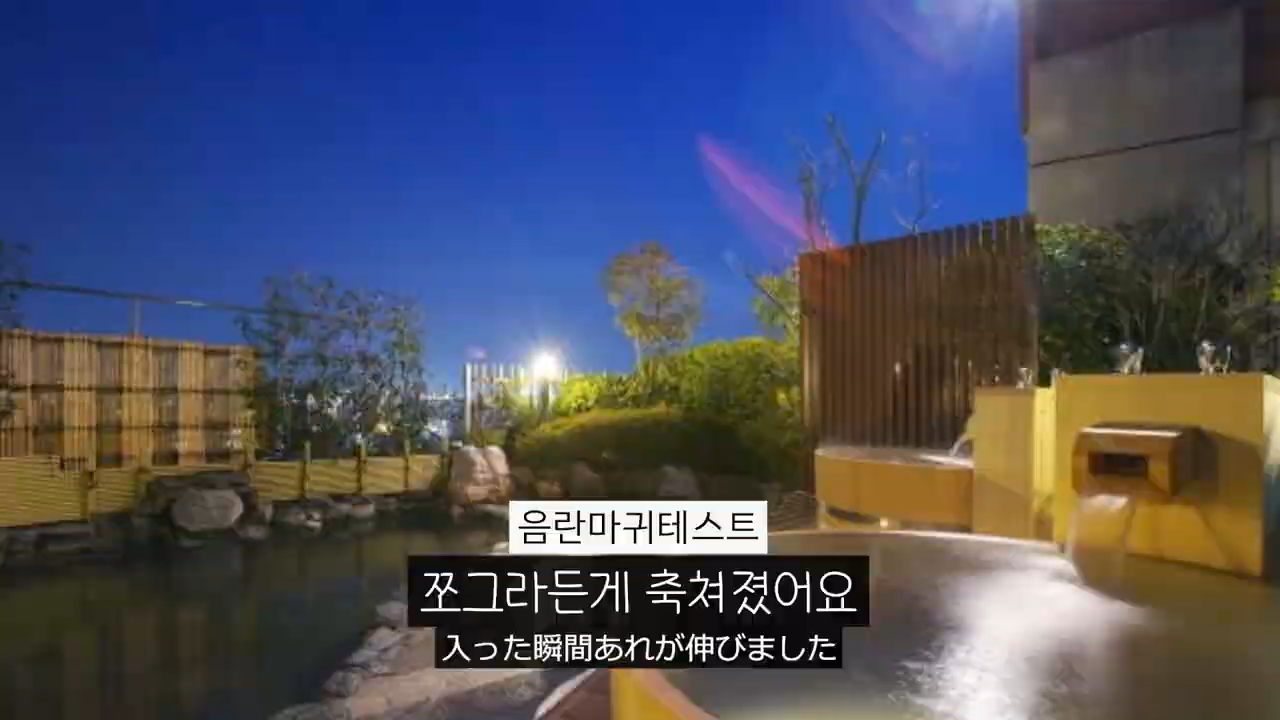 음란마귀테스트
쪼그라든게 축쳐졌어요
入った瞬間あれが伸びました